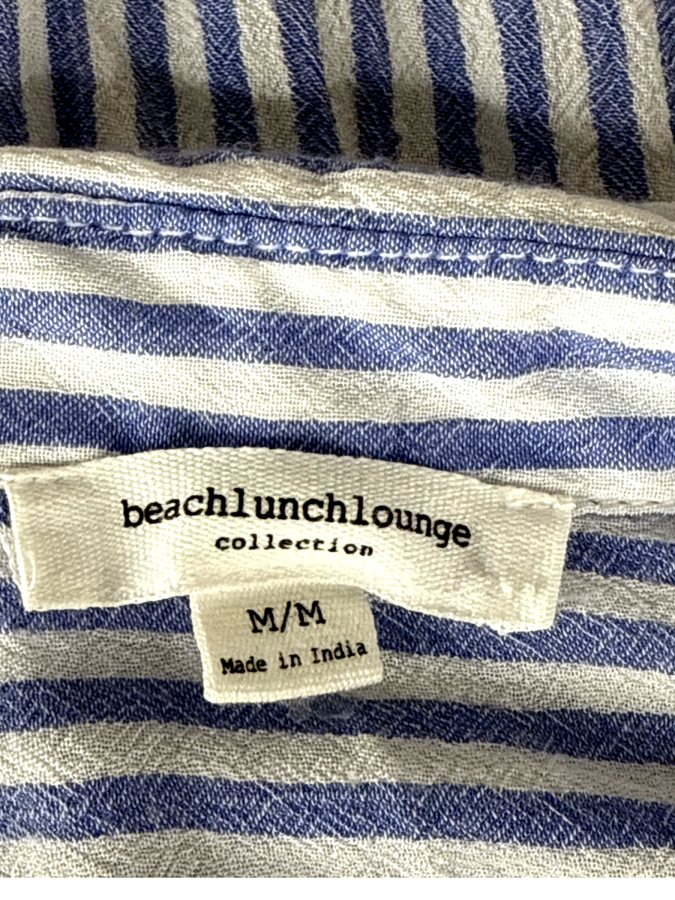 beachlunchlounge
collection
M/M
Made in India